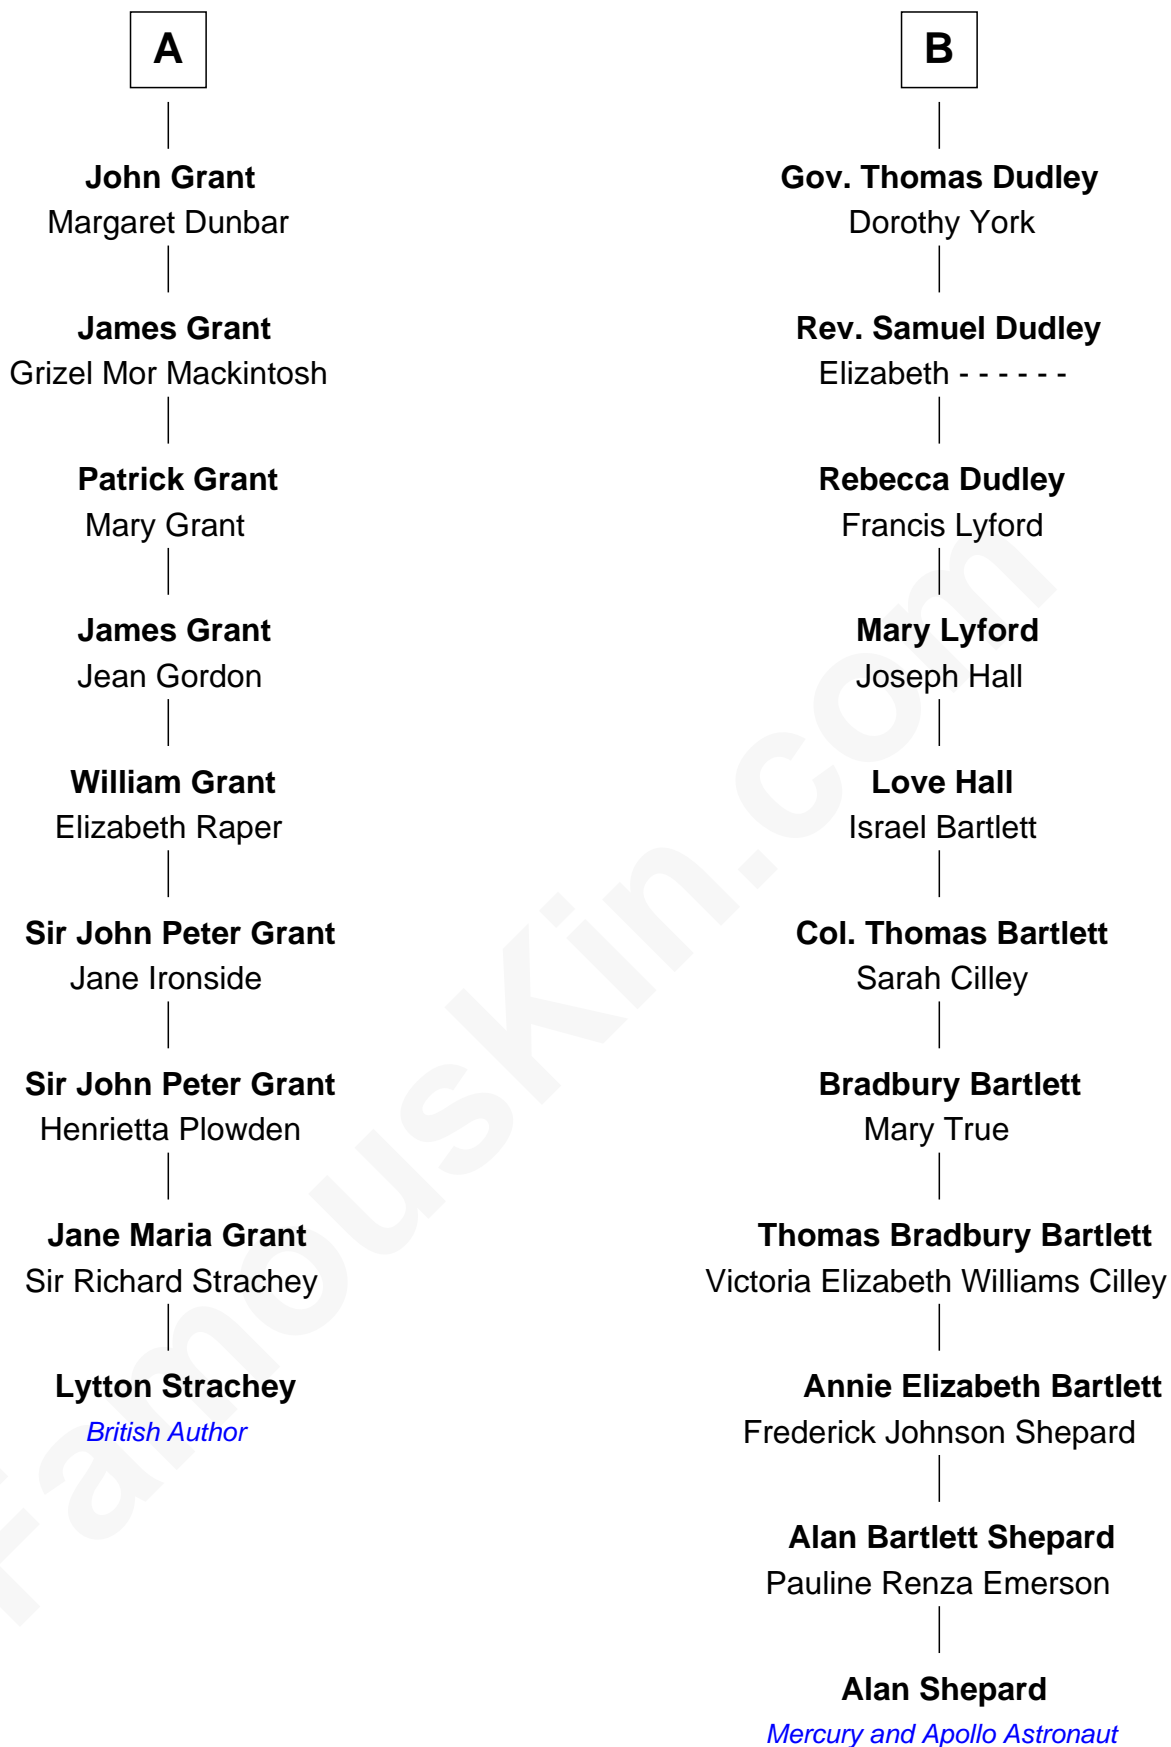 A
John Grant
Margaret Dunbar
James Grant
Grizel Mor Mackintosh
Patrick Grant
Mary Grant
James Grant
Jean Gordon
William Grant
Elizabeth Raper
Sir John Peter Grant
Jane Ironside
Sir John Peter Grant
Henrietta Plowden
Jane Maria Grant
Sir Richard Strachey
Lytton Strachey
British Author
B
Gov. Thomas Dudley
Dorothy York
Rev. Samuel Dudley
Elizabeth - - - - - -
Rebecca Dudley
Francis Lyford
Mary Lyford
Joseph Hall
Love Hall
Israel Bartlett
Col. Thomas Bartlett
Sarah Cilley
Bradbury Bartlett
Mary True
Thomas Bradbury Bartlett
Victoria Elizabeth Williams Cilley
Annie Elizabeth Bartlett
Frederick Johnson Shepard
Alan Bartlett Shepard
Pauline Renza Emerson
Alan Shepard
Mercury and Apollo Astronaut
FamousKin.com